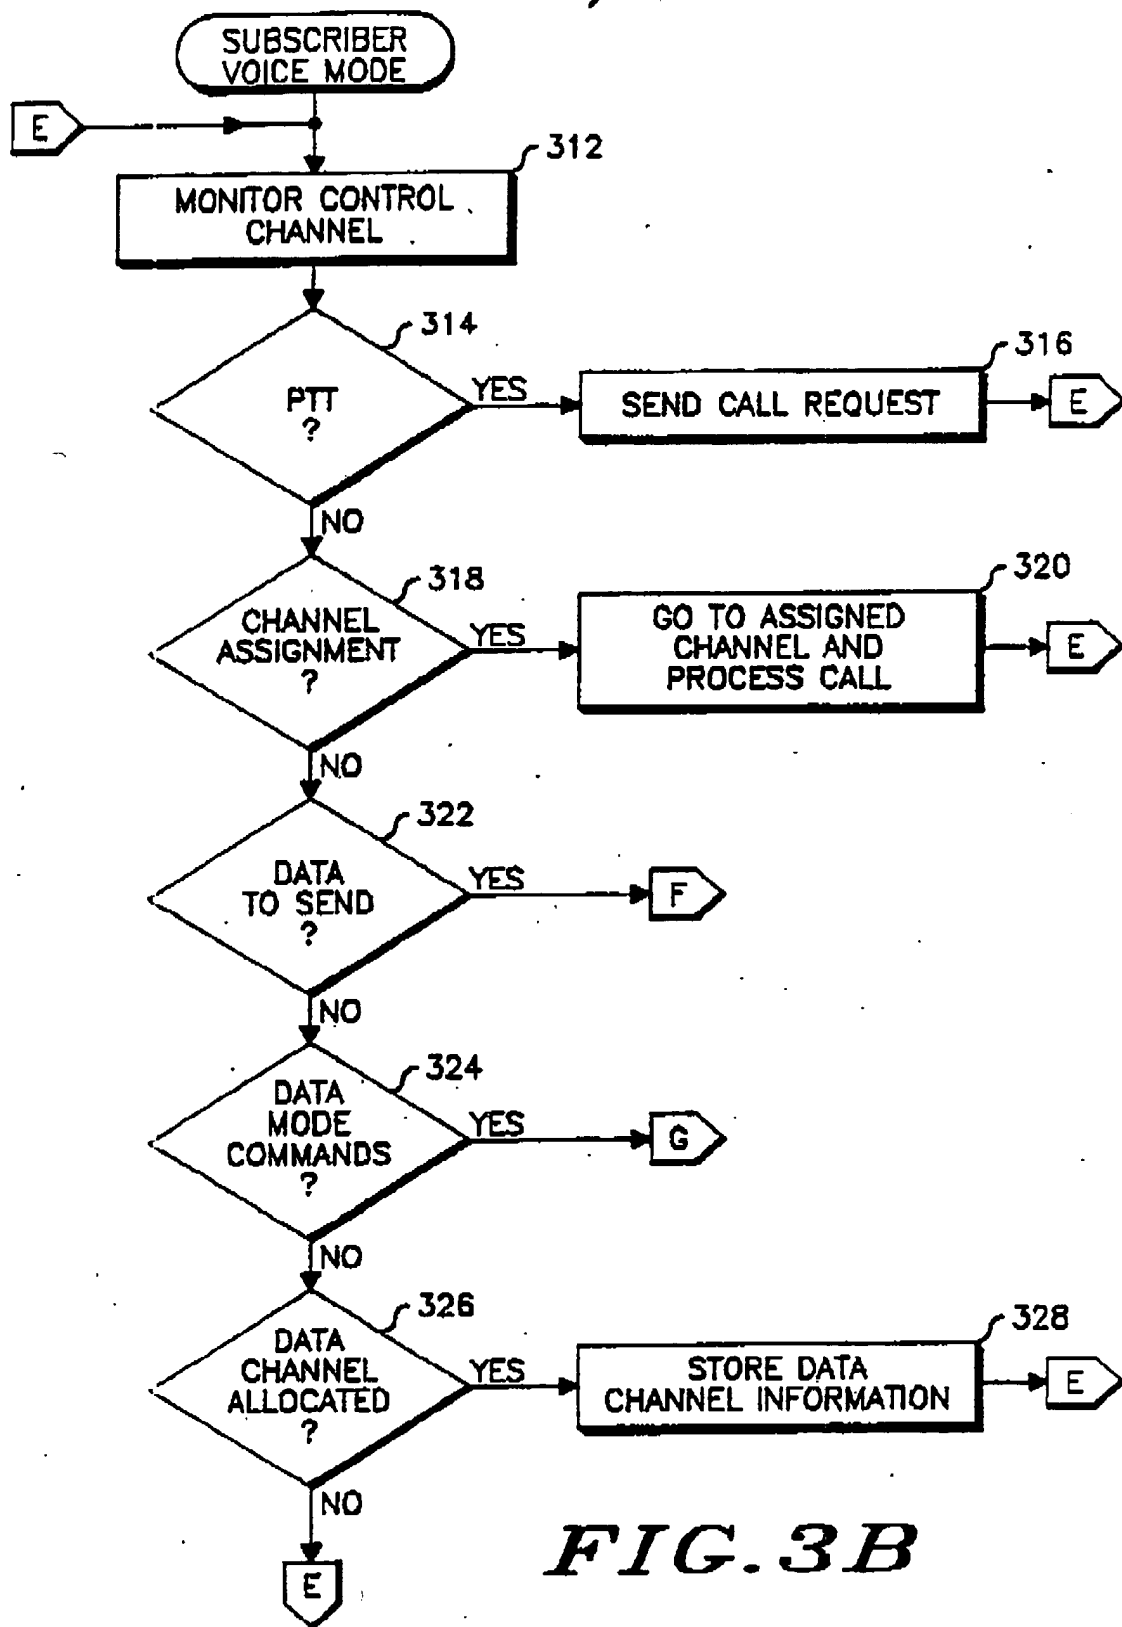 SUBSCRIBER
VOICE MODE
E
312
MONITOR CONTROL
CHANNEL
314
PTT
?
YES
316
SEND CALL REQUEST
E
NO
318
CHANNEL
ASSIGNMENT
?
YES
320
GO TO ASSIGNED
CHANNEL AND
PROCESS CALL
E
NO
322
DATA
TO SEND
?
YES
F
NO
324
DATA
MODE
COMMANDS
?
YES
G
NO
326
DATA
CHANNEL
ALLOCATED
?
YES
328
STORE DATA
CHANNEL INFORMATION
E
NO
E
FIG.3B